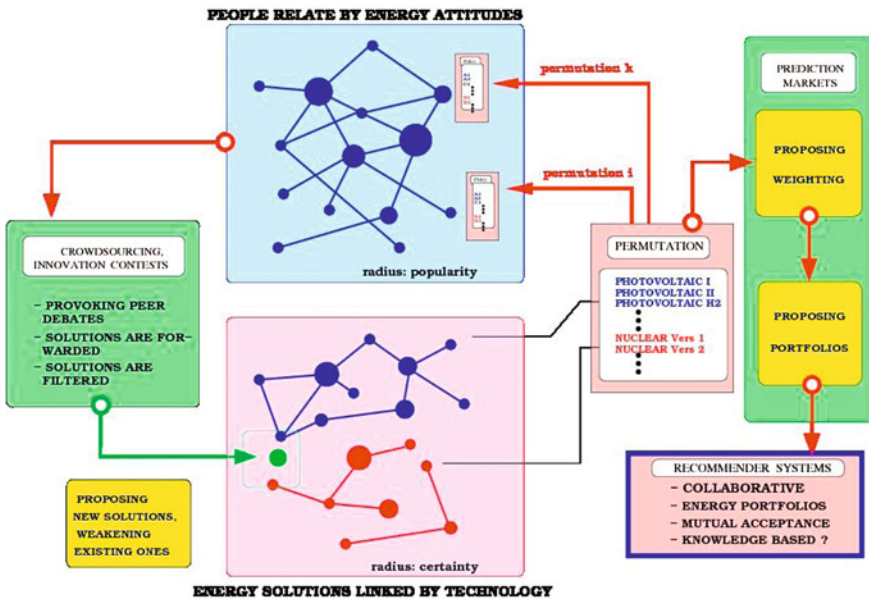 PEOPLE RELATE BY ENERGY ATTITUDES
permutation k
permutation i
radius: popularity
PREDICTION
MARKETS
PROPOSING
WEIGHTING
PROPOSING
PORTFOLIOS
CROWDSOURCING,
INNOVATION CONTESTS
– PROVOKING PEER
DEBATES
– SOLUTIONS ARE FOR–
WARDED
– SOLUTIONS ARE
FILTERED
PERMUTATION
PHOTOVOLTAIC I
PHOTOVOLTAIC II
PHOTOVOLTAIC H2
NUCLEAR Vers 1
NUCLEAR Vers 2
PROPOSING
NEW SOLUTIONS,
WEAKENING
EXISTING ONES
radius: certainty
RECOMMENDER SYSTEMS
– COLLABORATIVE
– ENERGY PORTFOLIOS
– MUTUAL ACCEPTANCE
– KNOWLEDGE BASED ?
ENERGY SOLUTIONS LINKED BY TECHNOLOGY